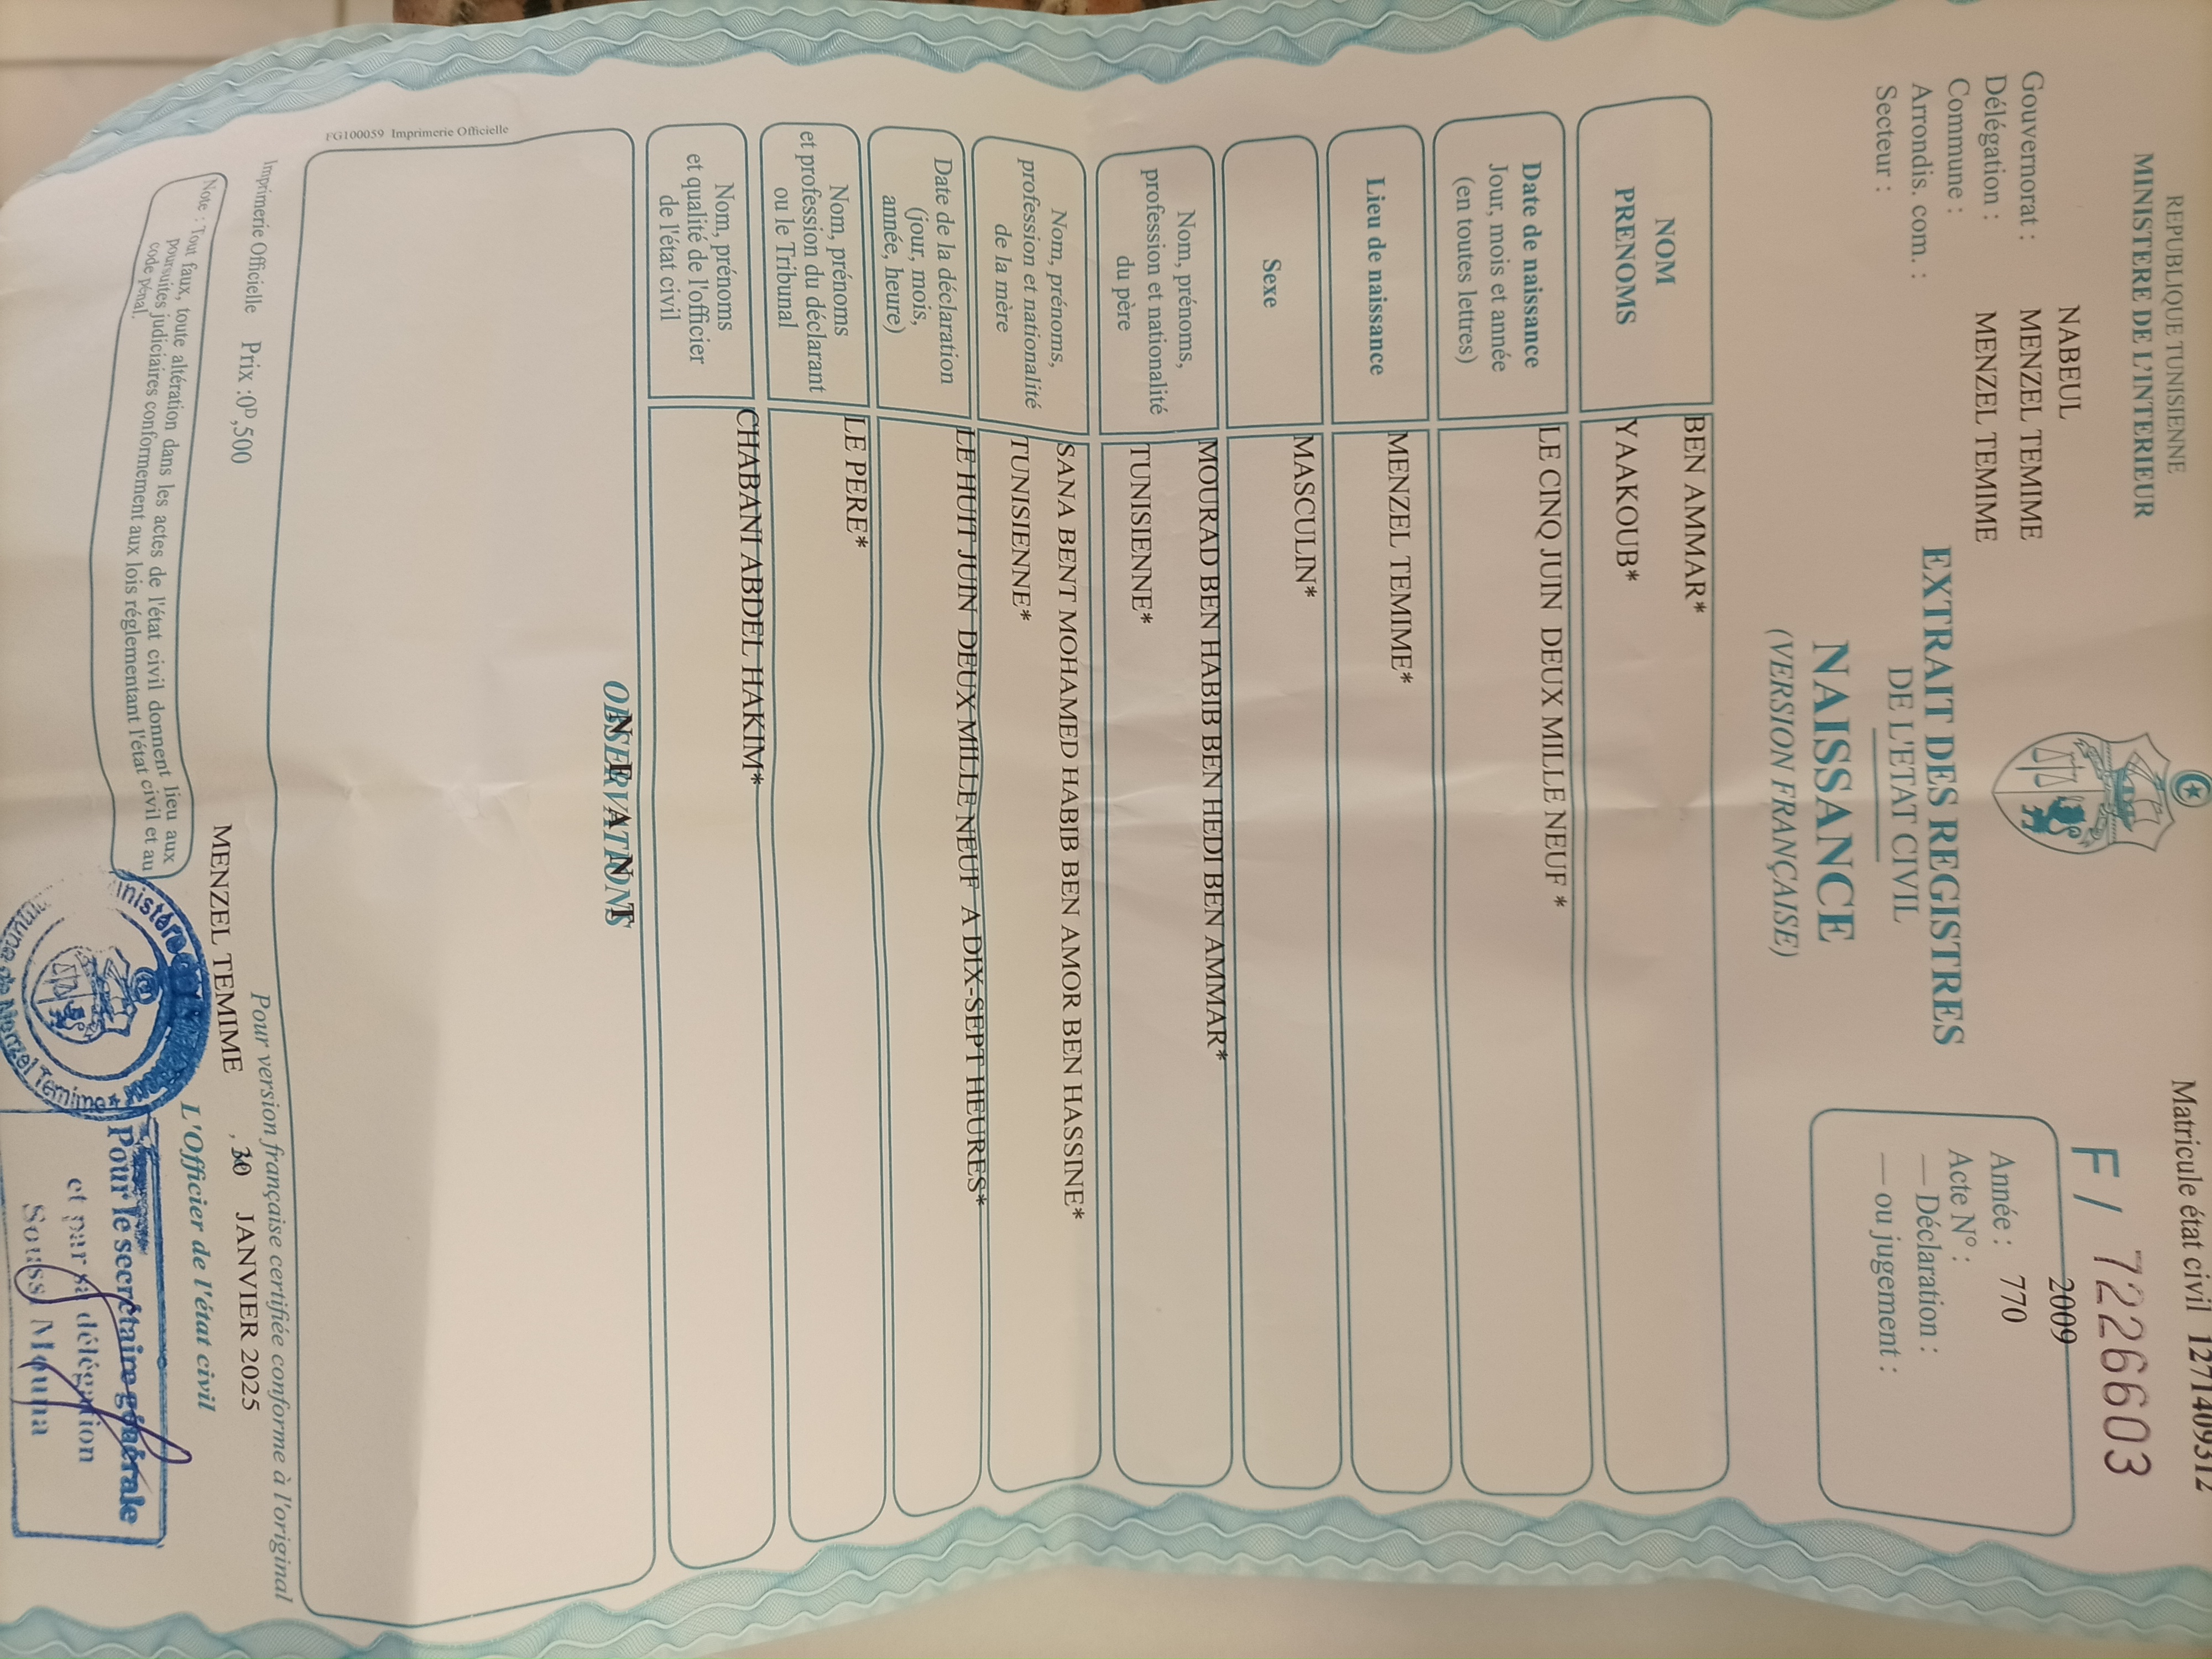 REPUBLIQUE TUNISIENNE
MINISTERE DE L'INTERIEUR
Matricule état civil 1271409312
F/ 7226603
NABEUL
Gouvernorat : MENZEL TEMIME
Délégation : MENZEL TEMIME
Commune :
Arrondis. com. :
Secteur :
2009
Année : 770
Acte N° :
— Déclaration :
— ou jugement :
EXTRAIT DES REGISTRES
DE L'ETAT CIVIL
NAISSANCE
(VERSION FRANÇAISE)
NOM
PRENOMS
BEN AMMAR*
YAAKOUB*
Date de naissance
Jour, mois et année
(en toutes lettres)
LE CINQ JUIN DEUX MILLE NEUF *
Lieu de naissance
MENZEL TEMIME*
Sexe
MASCULIN*
Nom, prénoms,
profession et nationalité
du père
MOURAD BEN HABIB BEN HEDI BEN AMMAR*
TUNISIENNE*
Nom, prénoms,
profession et nationalité
de la mère
SANA BENT MOHAMED HABIB BEN AMOR BEN HASSINE*
TUNISIENNE*
Date de la déclaration
(jour, mois,
année, heure)
LE HUIT JUIN DEUX MILLE NEUF A DIX-SEPT HEURES*
Nom, prénoms
et profession du déclarant
ou le Tribunal
LE PERE*
Nom, prénoms
et qualité de l'officier
de l'état civil
CHABANI ABDEL HAKIM*
OBSERVATIONS
N E A N T
FG100059 Imprimerie Officielle
Imprimerie Officielle Prix :0ᴰ,500
Pour version française certifiée conforme à l'original
MENZEL TEMIME , 30 JANVIER 2025
L'Officier de l'état civil
Note : Tout faux, toute altération dans les actes de l'état civil donnent lieu aux
poursuites judiciaires conformement aux lois réglementant l'état civil et au
code pénal.
de Menzel Temime
Pour le secrétaire générale
et par sa délégation
Soussi Mouna